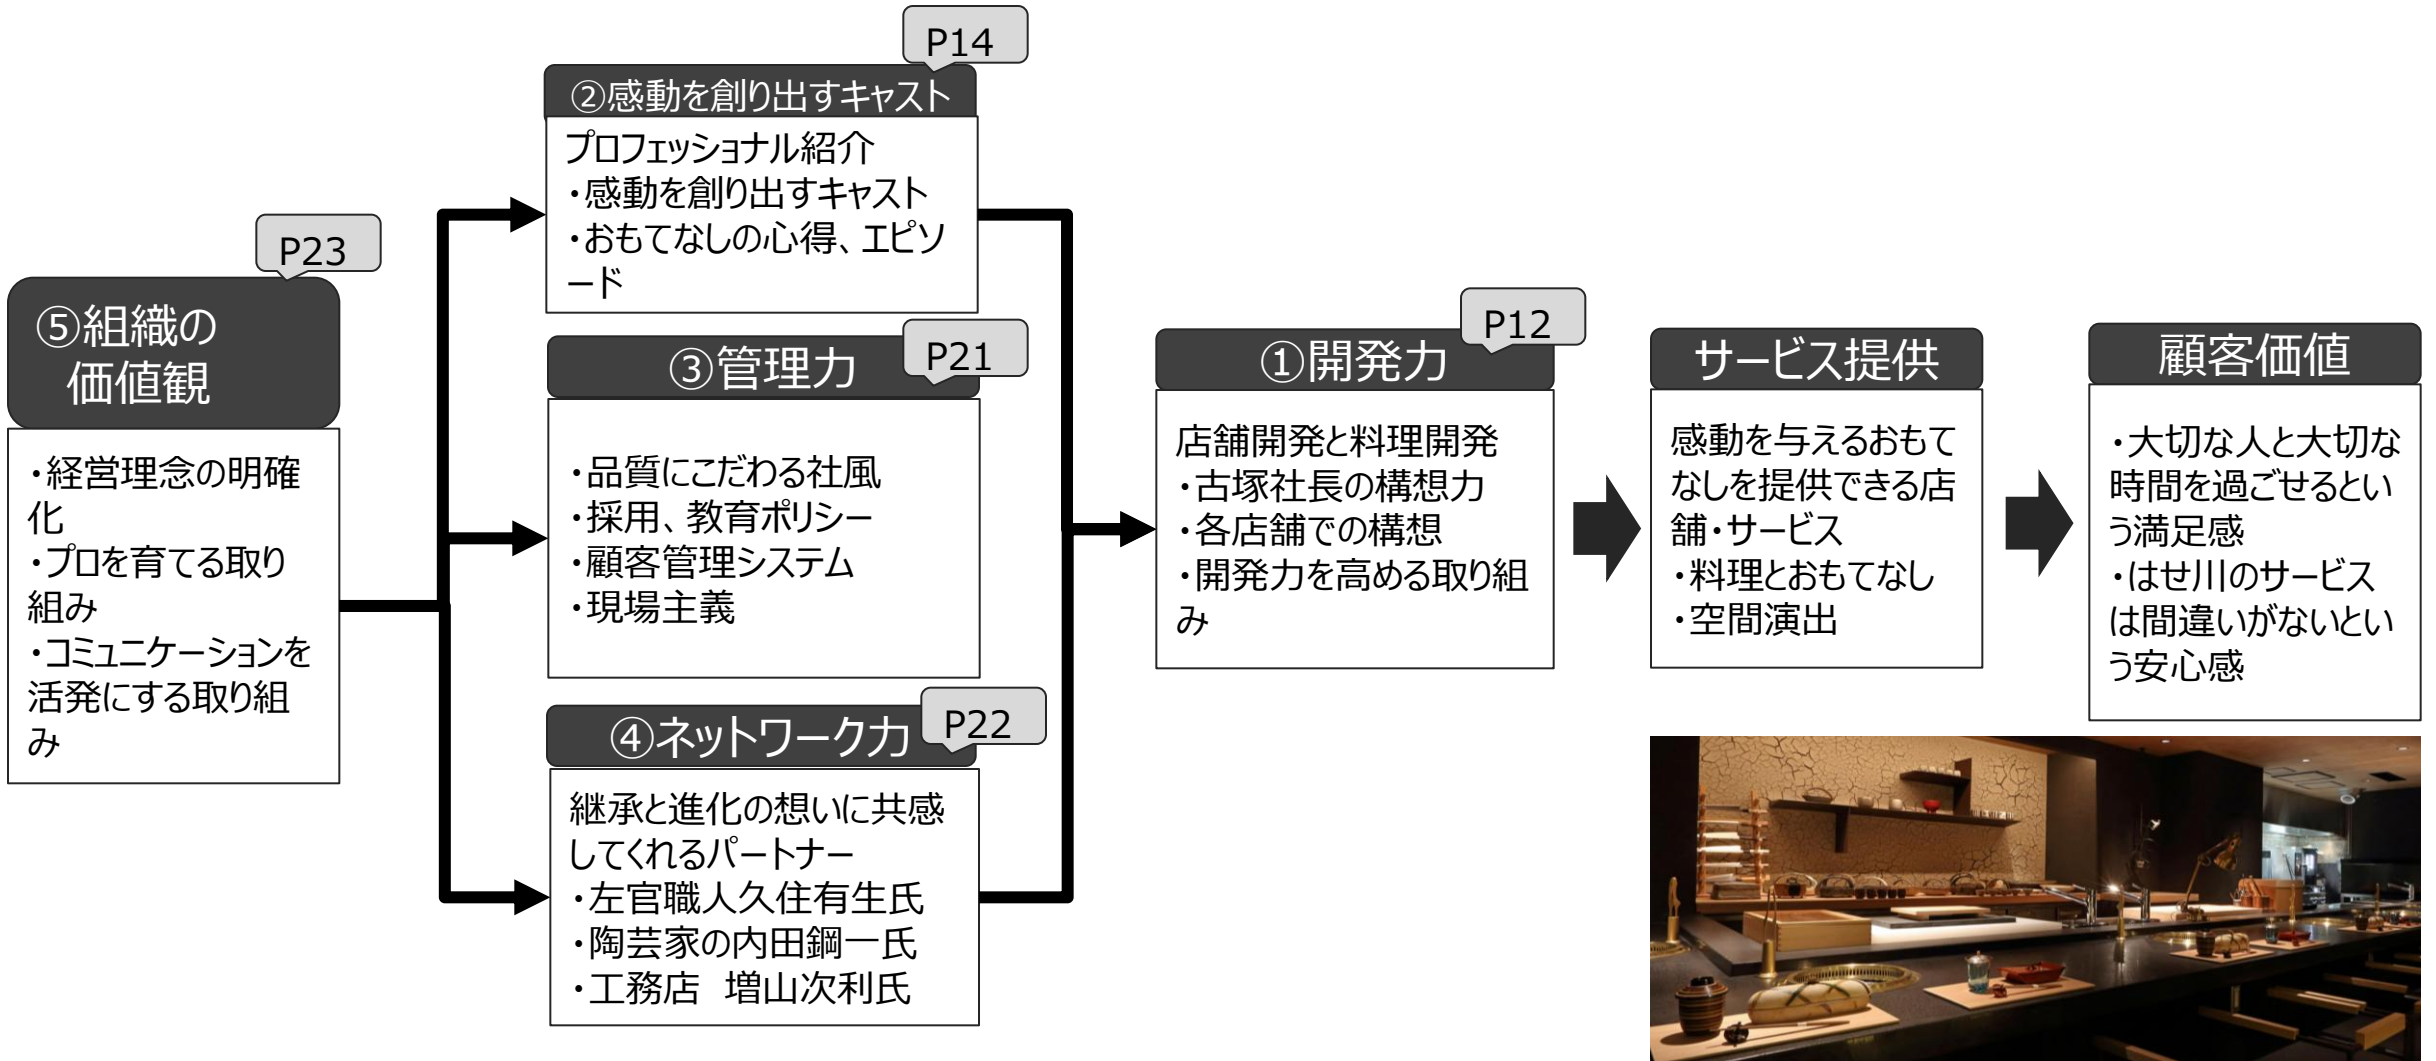 P23
⑤組織の
価値観
・経営理念の明確
化
・プロを育てる取り
組み
・コミュニケーションを
活発にする取り組
み
P14
②感動を創り出すキャスト
プロフェッショナル紹介
・感動を創り出すキャスト
・おもてなしの心得、エピソ
ード
P21
③管理力
・品質にこだわる社風
・採用、教育ポリシー
・顧客管理システム
・現場主義
P22
④ネットワーク力
継承と進化の想いに共感
してくれるパートナー
・左官職人久住有生氏
・陶芸家の内田鋼一氏
・工務店　増山次利氏
P12
①開発力
店舗開発と料理開発
・古塚社長の構想力
・各店舗での構想
・開発力を高める取り組
み
サービス提供
感動を与えるおもて
なしを提供できる店
舗・サービス
・料理とおもてなし
・空間演出
顧客価値
・大切な人と大切な
時間を過ごせるとい
う満足感
・はせ川のサービス
は間違いがないとい
う安心感